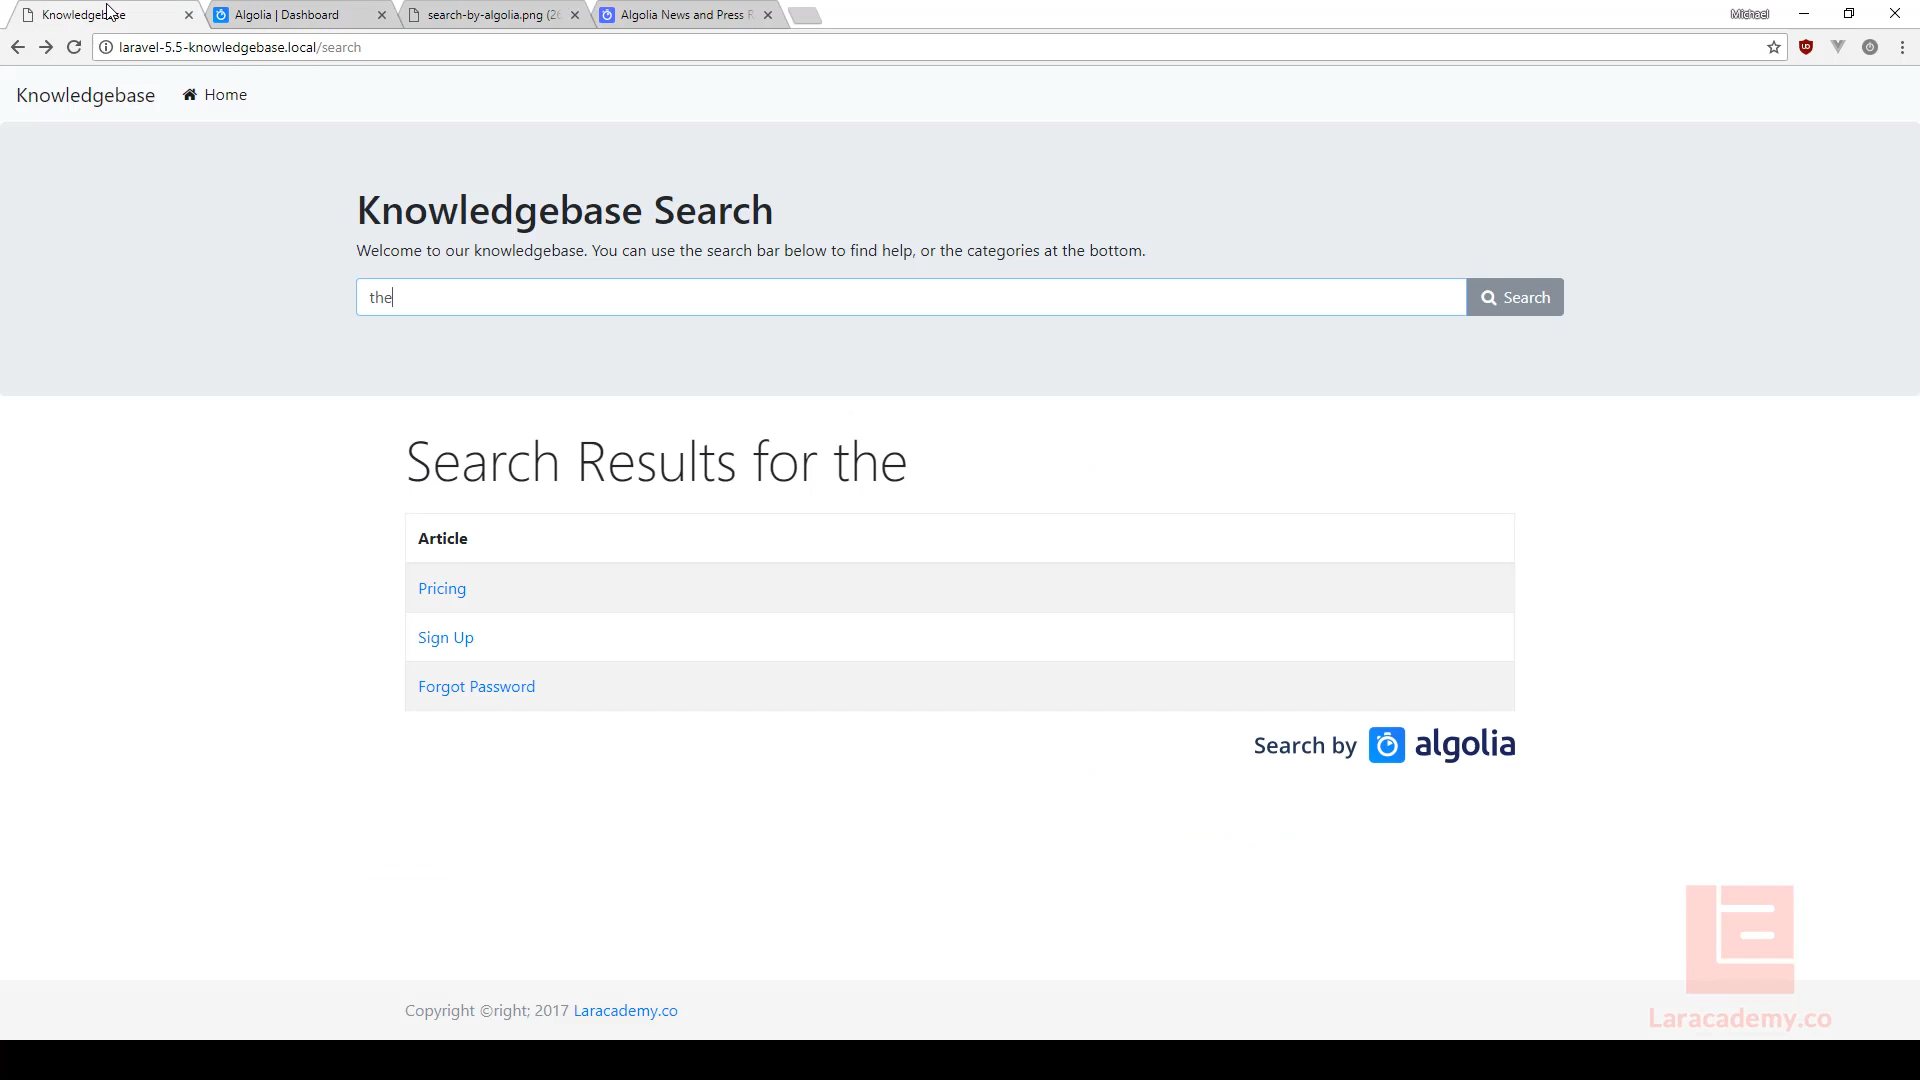 Knowledgebase
Algolia | Dashboard
search-by-algolia.png (26
Algolia News and Press R
Michael
laravel-5.5-knowledgebase.local/search
Knowledgebase Home
Knowledgebase Search
Welcome to our knowledgebase. You can use the search bar below to find help, or the categories at the bottom.
the
Search
Search Results for the
Article
Pricing
Sign Up
Forgot Password
Search by algolia
Copyright ©right; 2017 Laracademy.co
Laracademy.co